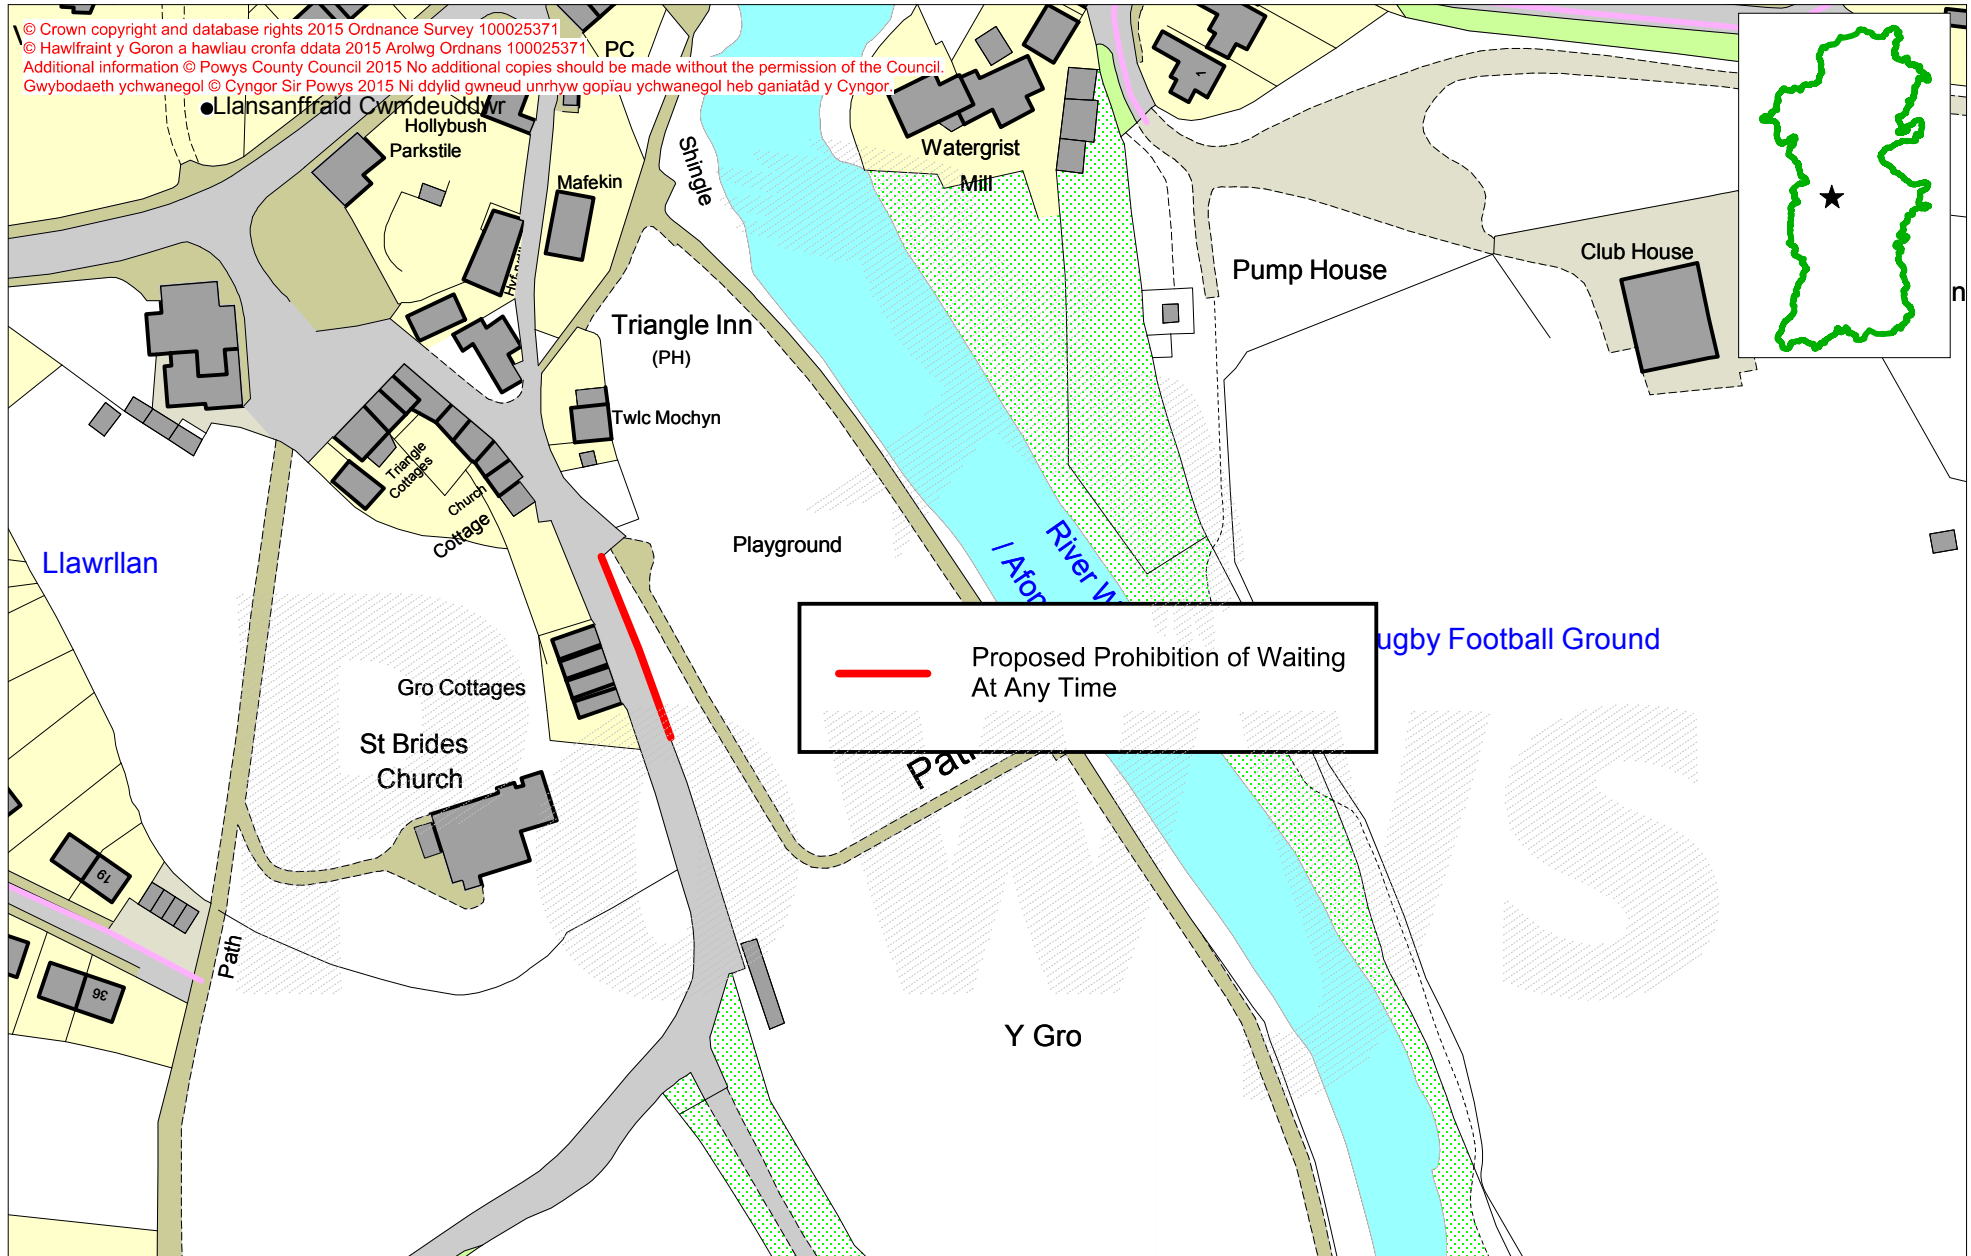 © Crown copyright and database rights 2015 Ordnance Survey 100025371
© Hawlfraint y Goron a hawliau cronfa ddata 2015 Arolwg Ordnans 100025371
Additional information © Powys County Council 2015 No additional copies should be made without the permission of the Council.
Gwybodaeth ychwanegol © Cyngor Sir Powys 2015 Ni ddylid gwneud unrhyw gopïau ychwanegol heb ganiatâd y Cyngor.
PC
Llansanffraid Cwmdeuddwr
Hollybush
Parkstile
Mafekin
Shingle
Watergrist
Mill
1
Pump House
Club House
Triangle Inn
(PH)
Twlc Mochyn
Triangle
Cottages
Church
Cottage
Playground
Llawrllan
River W
/ Afon
Proposed Prohibition of Waiting
At Any Time
ugby Football Ground
Gro Cottages
St Brides
Church
Path
19
36
Path
Y Gro
Powys